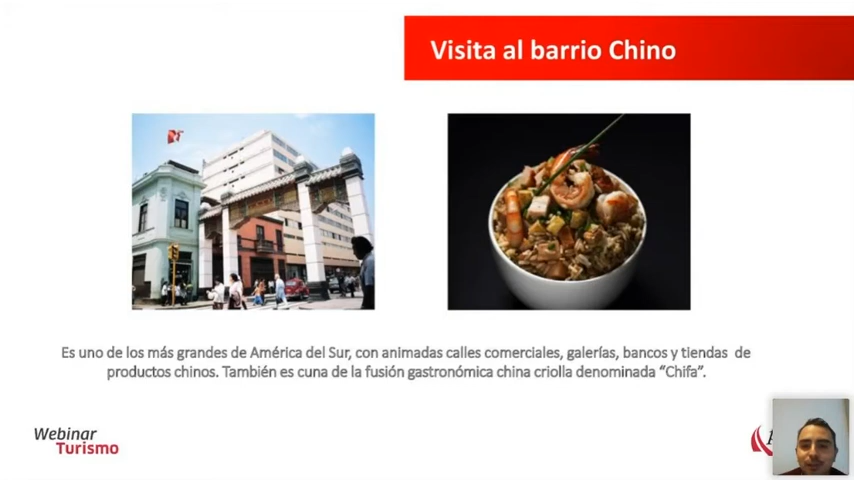 Visita al barrio Chino
Es uno de los más grandes de América del Sur, con animadas calles comerciales, galerías, bancos y tiendas de
productos chinos. También es cuna de la fusión gastronómica china criolla denominada “Chifa”.
Webinar
Turismo